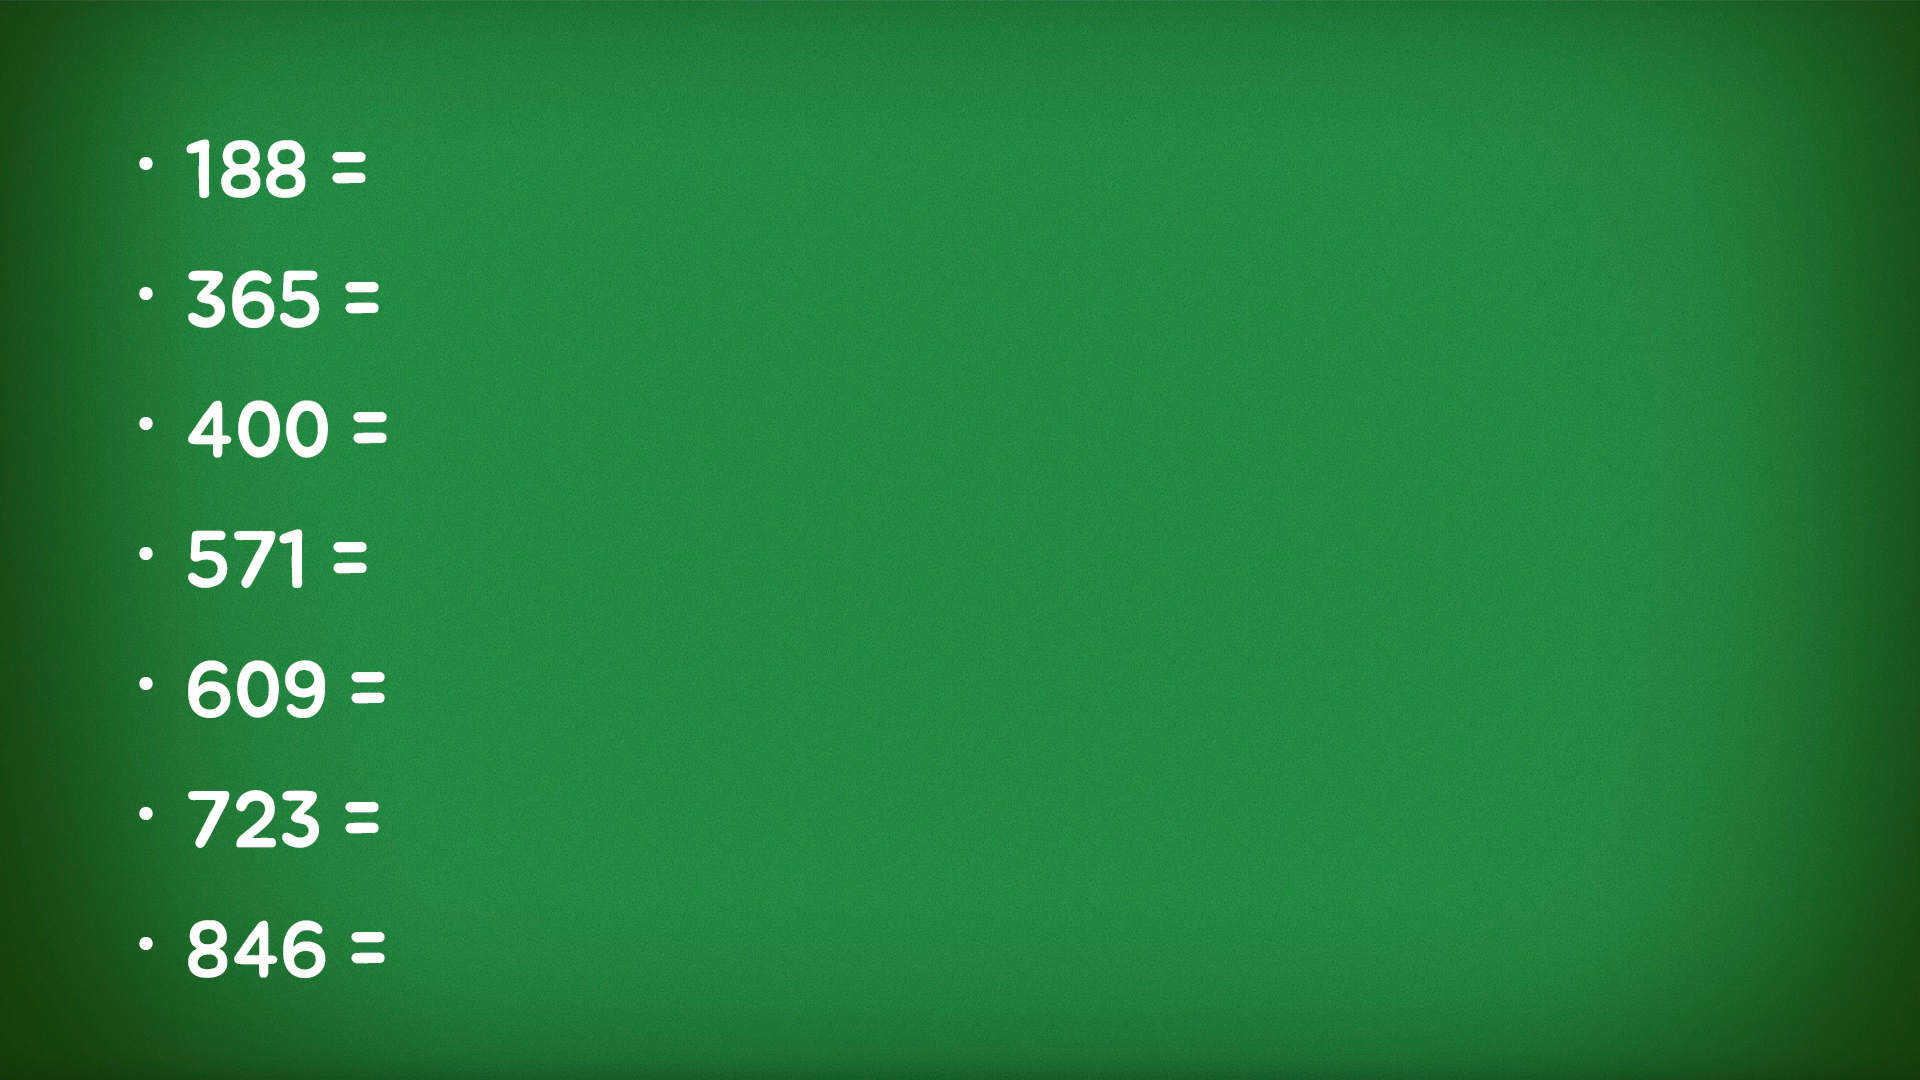 · 188 =
· 365 =
· 400 =
· 571 =
· 609 =
· 723 =
· 846 =